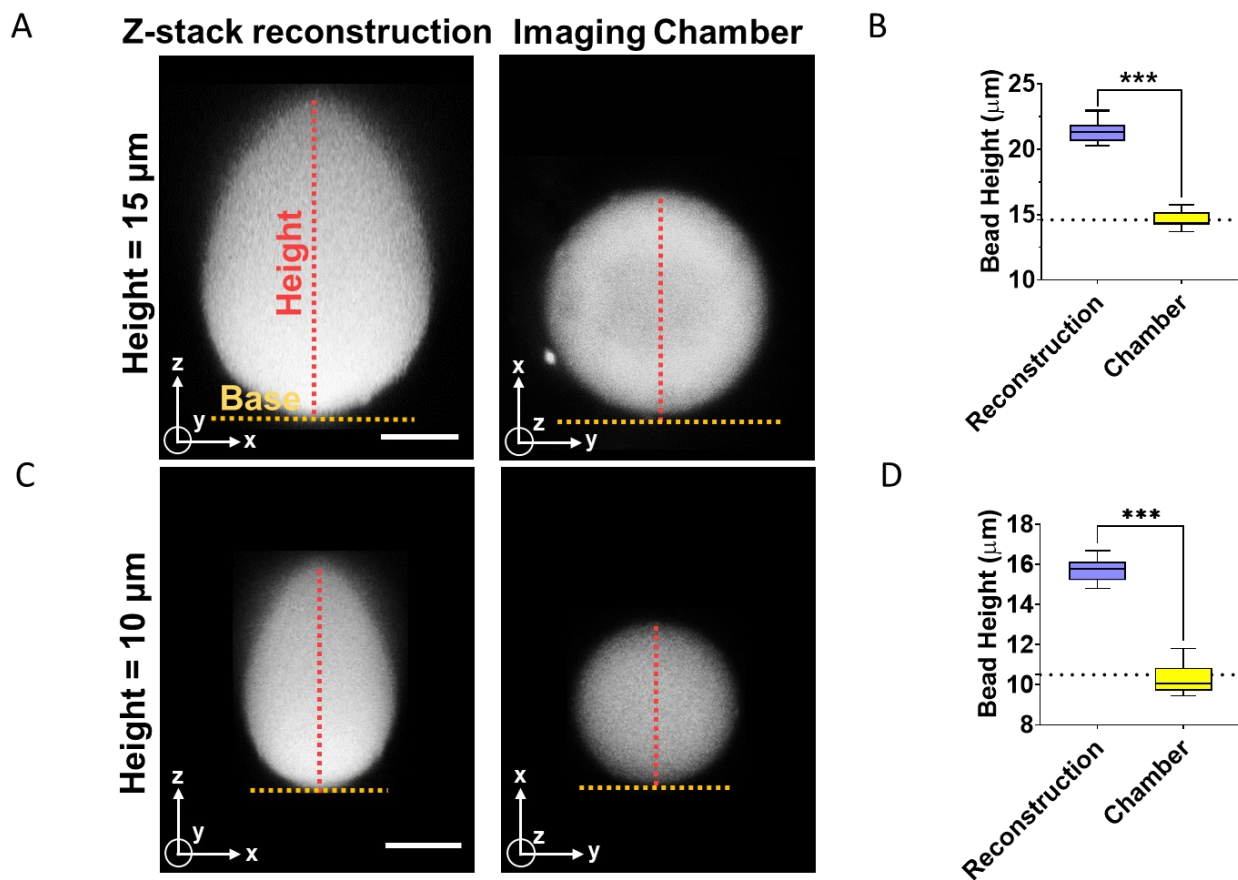 A
Z-stack reconstruction
Imaging Chamber
B
Height = 15 µm
Height
Base
z
y
x
x
z
y
Bead Height (µm)
25
20
15
10
***
Reconstruction
Chamber
C
Height = 10 µm
z
y
x
x
z
y
D
Bead Height (µm)
18
16
14
12
10
8
***
Reconstruction
Chamber